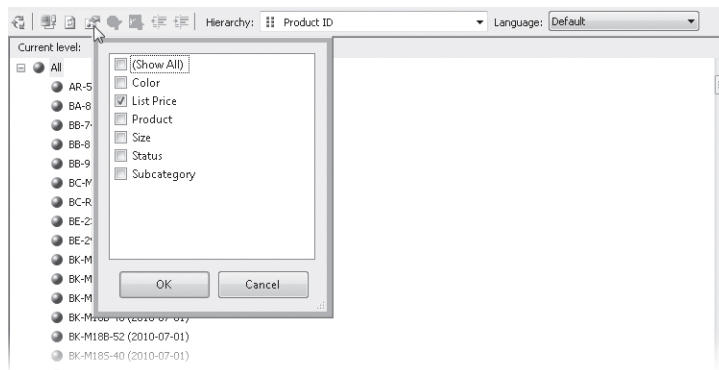 Hierarchy: Product ID Language: Default
Current level:
All
(Show All)
Color
List Price
Product
Size
Status
Subcategory
OK Cancel
AR-5
BA-8
BB-7
BB-8
BB-9
BC-M
BC-R
BE-2
BE-2
BK-M
BK-M
BK-M
BK-M18B-52 (2010-07-01)
BK-M18S-40 (2010-07-01)